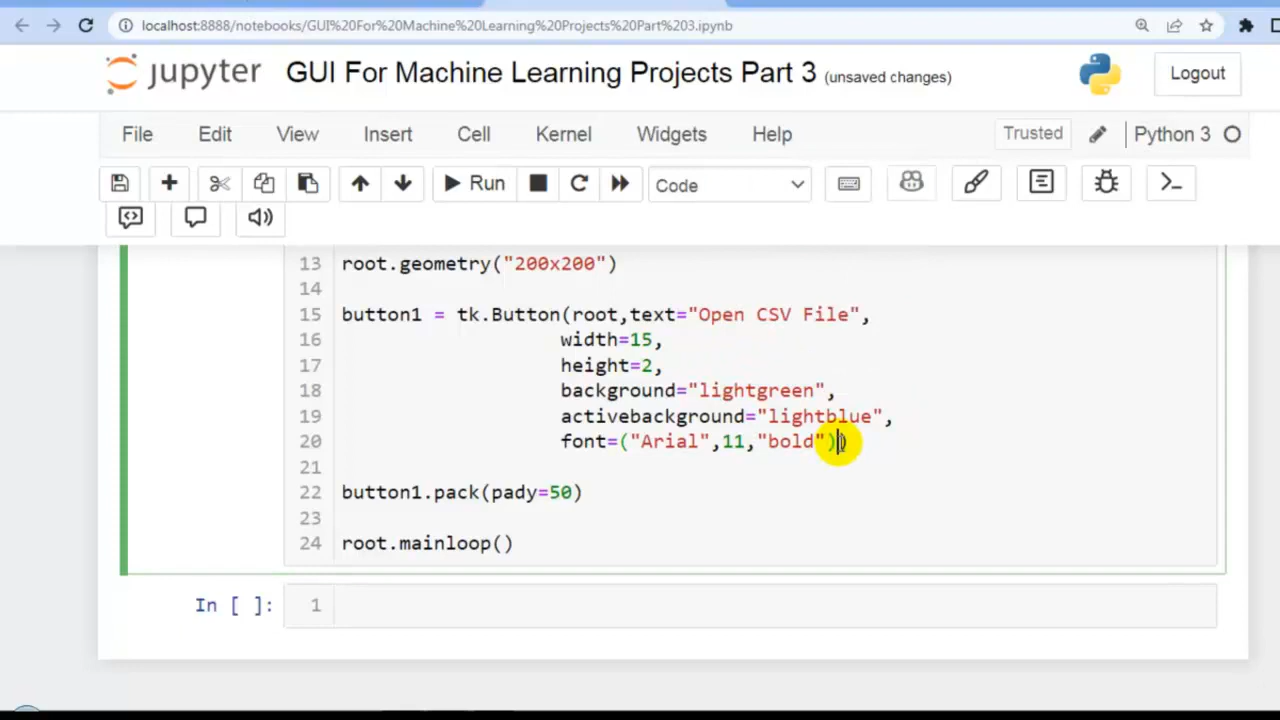 localhost:8888/notebooks/GUI%20For%20Machine%20Learning%20Projects%20Part%203.ipynb
jupyter GUI For Machine Learning Projects Part 3 (unsaved changes) Logout
File Edit View Insert Cell Kernel Widgets Help Trusted Python 3
Run Code
13 root.geometry("200x200")
14
15 button1 = tk.Button(root,text="Open CSV File",
16 width=15,
17 height=2,
18 background="lightgreen",
19 activebackground="lightblue",
20 font=("Arial",11,"bold"))
21
22 button1.pack(pady=50)
23
24 root.mainloop()
In [ ]: 1